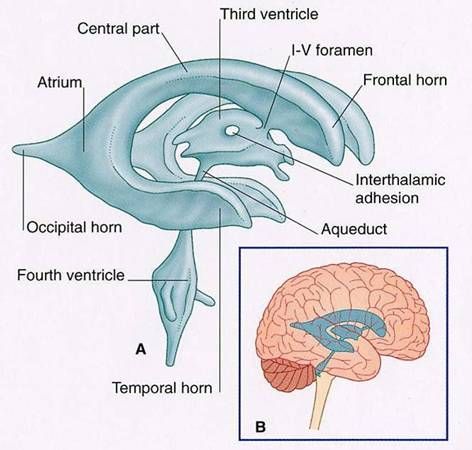 Third ventricle
Central part
I-V foramen
Atrium
Frontal horn
Interthalamic
adhesion
Occipital horn
Aqueduct
Fourth ventricle
A
Temporal horn
B